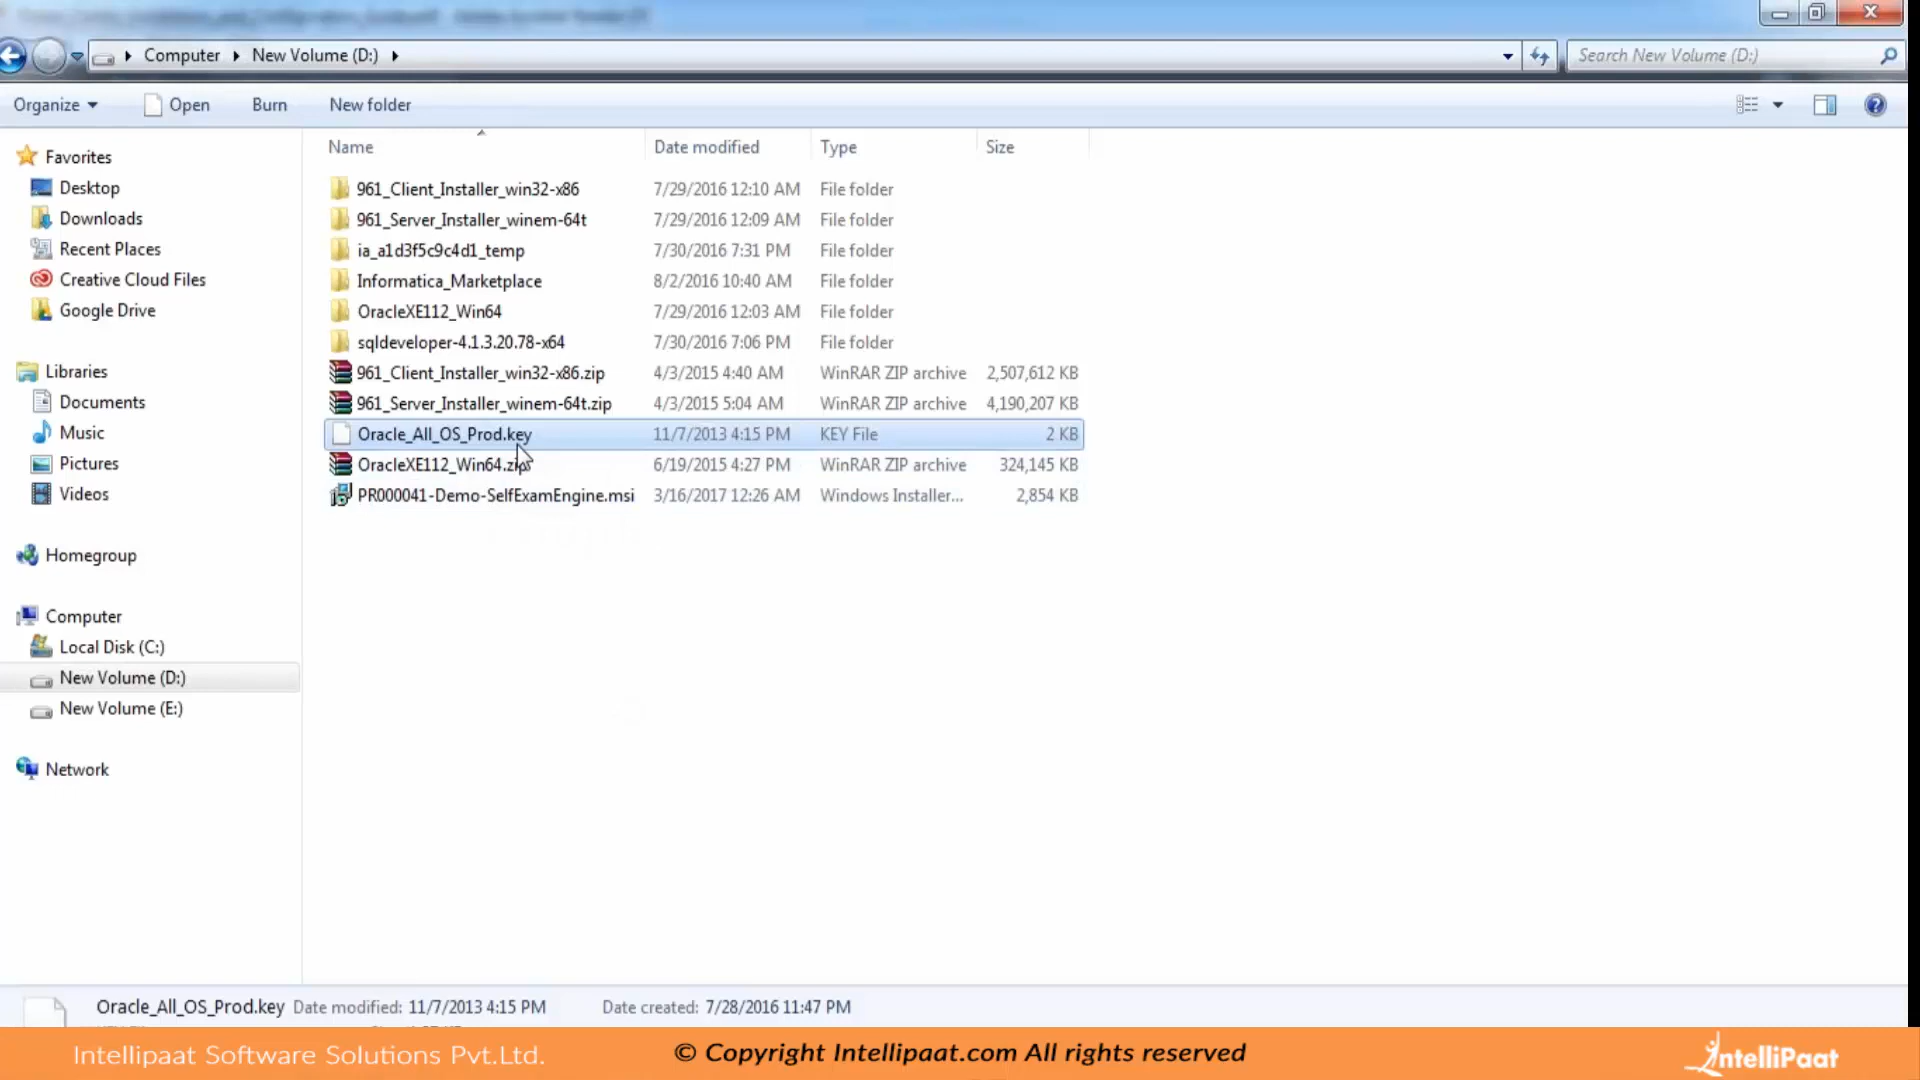 Computer New Volume (D:)
Search New Volume (D:)
Organize Open Burn New folder
Name Date modified Type Size
Favorites
Desktop
Downloads
Recent Places
Creative Cloud Files
Google Drive
Libraries
Documents
Music
Pictures
Videos
Homegroup
Computer
Local Disk (C:)
New Volume (D:)
New Volume (E:)
Network
961_Client_Installer_win32-x86 7/29/2016 12:10 AM File folder
961_Server_Installer_winem-64t 7/29/2016 12:09 AM File folder
ia_a1d3f5c9c4d1_temp 7/30/2016 7:31 PM File folder
Informatica_Marketplace 8/2/2016 10:40 AM File folder
OracleXE112_Win64 7/29/2016 12:03 AM File folder
sqldeveloper-4.1.3.20.78-x64 7/30/2016 7:06 PM File folder
961_Client_Installer_win32-x86.zip 4/3/2015 4:40 AM WinRAR ZIP archive 2,507,612 KB
961_Server_Installer_winem-64t.zip 4/3/2015 5:04 AM WinRAR ZIP archive 4,190,207 KB
Oracle_All_OS_Prod.key 11/7/2013 4:15 PM KEY File 2 KB
OracleXE112_Win64.zip 6/19/2015 4:27 PM WinRAR ZIP archive 324,145 KB
PR000041-Demo-SelfExamEngine.msi 3/16/2017 12:26 AM Windows Installer... 2,854 KB
Oracle_All_OS_Prod.key Date modified: 11/7/2013 4:15 PM Date created: 7/28/2016 11:47 PM
Intellipaat Software Solutions Pvt.Ltd.
© Copyright Intellipaat.com All rights reserved
IntelliPaat